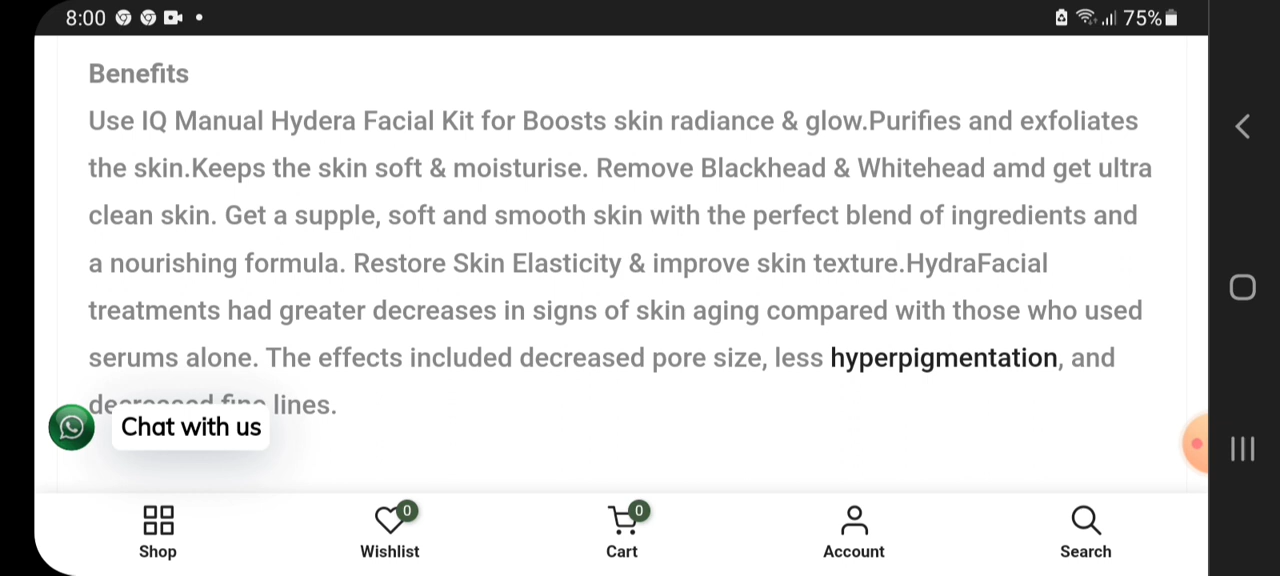 8:00
75%
Benefits
Use IQ Manual Hydera Facial Kit for Boosts skin radiance & glow.Purifies and exfoliates
the skin.Keeps the skin soft & moisturise. Remove Blackhead & Whitehead amd get ultra
clean skin. Get a supple, soft and smooth skin with the perfect blend of ingredients and
a nourishing formula. Restore Skin Elasticity & improve skin texture.HydraFacial
treatments had greater decreases in signs of skin aging compared with those who used
serums alone. The effects included decreased pore size, less hyperpigmentation, and
decreased fine lines.
Chat with us
0
0
Shop
Wishlist
Cart
Account
Search